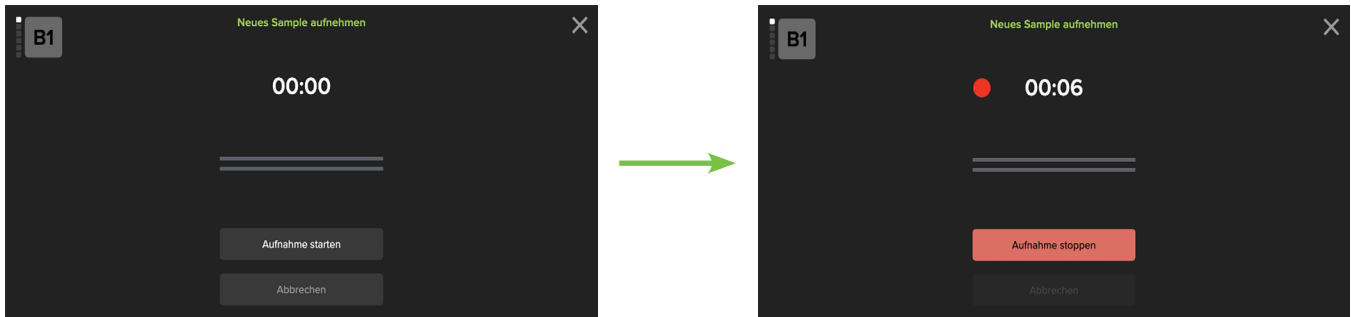 B1
Neues Sample aufnehmen
00:00
Aufnahme starten
Abbrechen
B1
Neues Sample aufnehmen
00:06
Aufnahme stoppen
Abbrechen